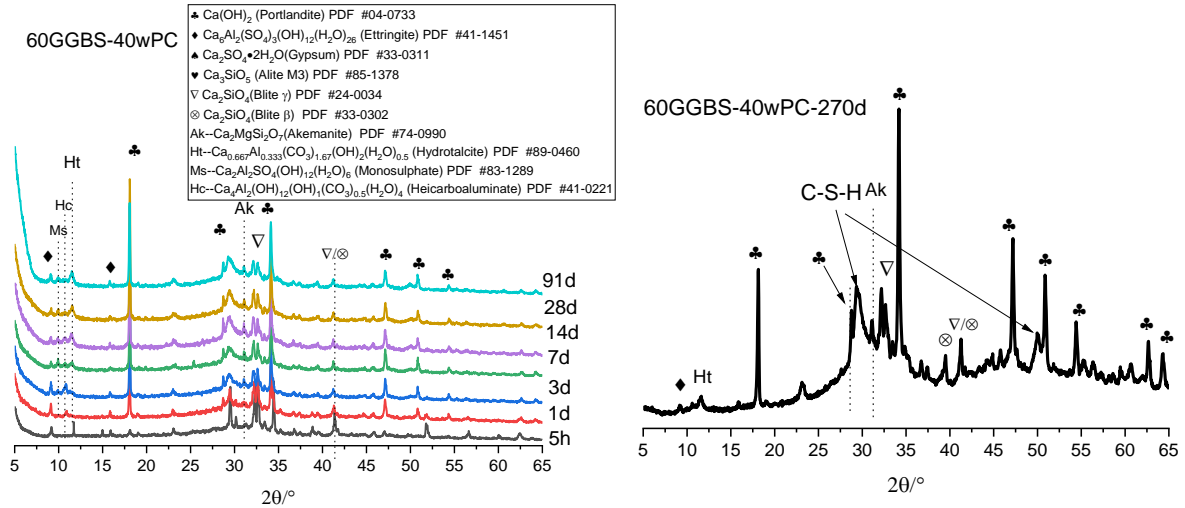 60GGBS-40wPC
♣ Ca(OH)₂ (Portlandite) PDF #04-0733
♦ Ca₆Al₂(SO₄)₃(OH)₁₂(H₂O)₂₆ (Ettringite) PDF #41-1451
♠ Ca₂SO₄•2H₂O(Gypsum) PDF #33-0311
♥ Ca₃SiO₅ (Alite M3) PDF #85-1378
▽ Ca₂SiO₄(Blite γ) PDF #24-0034
⊗ Ca₂SiO₄(Blite β) PDF #33-0302
Ak--Ca₂MgSi₂O₇(Akemanite) PDF #74-0990
Ht--Ca₀.₆₆₇Al₀.₃₃₃(CO₃)₁.₆₇(OH)₂(H₂O)₀.₅ (Hydrotalcite) PDF #89-0460
Ms--Ca₂Al₂SO₄(OH)₁₂(H₂O)₆ (Monosulphate) PDF #83-1289
Hc--Ca₄Al₂(OH)₁₂(OH)₁(CO₃)₀.₅(H₂O)₄ (Heicarboaluminate) PDF #41-0221
♣
Ht
Hc
Ms
Ak
♣
♣
♦
♦
▽
▽/⊗
♣
♣
♣
91d
28d
14d
7d
3d
1d
5h
5 10 15 20 25 30 35 40 45 50 55 60 65
2θ/°
60GGBS-40wPC-270d
♣
C-S-H
Ak
♣
♣
▽
♣
♣
♣
♣
♣
▽/⊗
⊗
♦
Ht
5 10 15 20 25 30 35 40 45 50 55 60 65
2θ/°